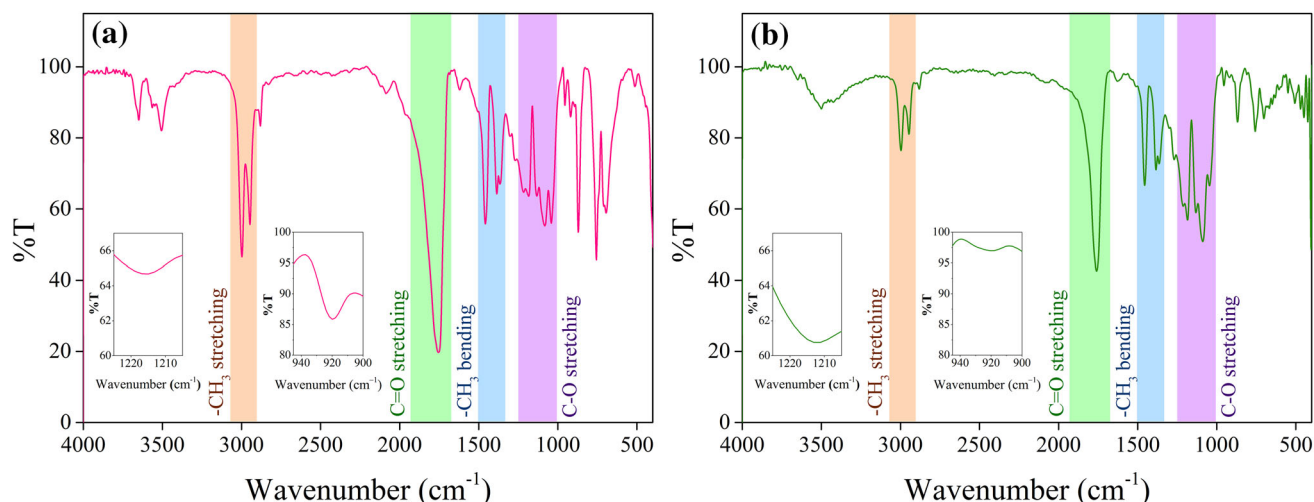 (a)
%T
100
80
60
40
20
0
4000
3500
3000
2500
2000
1500
1000
500
Wavenumber (cm-1)
-CH3 stretching
C=O stretching
-CH3 bending
C-O stretching
%T
66
64
62
60
1220
1210
Wavenumber (cm-1)
%T
100
95
90
85
80
940
920
900
Wavenumber (cm-1)
(b)
%T
100
80
60
40
20
0
4000
3500
3000
2500
2000
1500
1000
500
Wavenumber (cm-1)
-CH3 stretching
C=O stretching
-CH3 bending
C-O stretching
%T
66
64
62
60
1220
1210
Wavenumber (cm-1)
%T
100
95
90
85
80
940
920
900
Wavenumber (cm-1)